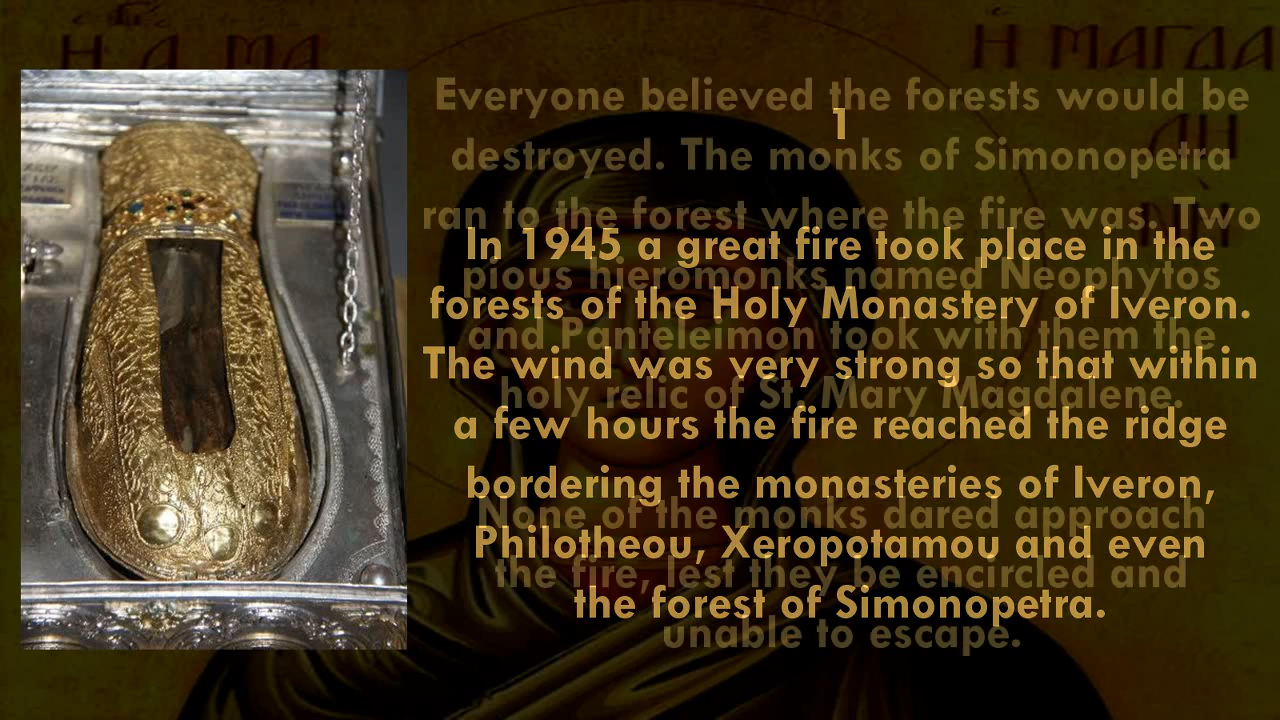 Η Α ΜΑ
Η ΜΑΓΔΑ
ΛΗ
ΝΗ
1
In 1945 a great fire took place in the
forests of the Holy Monastery of Iveron.
The wind was very strong so that within
a few hours the fire reached the ridge
bordering the monasteries of Iveron,
Philotheou, Xeropotamou and even
the forest of Simonopetra.
Everyone believed the forests would be
destroyed. The monks of Simonopetra
ran to the forest where the fire was. Two
pious hieromonks named Neophytos
and Panteleimon took with them the
holy relic of St. Mary Magdalene.
None of the monks dared approach
the fire, lest they be encircled and
unable to escape.